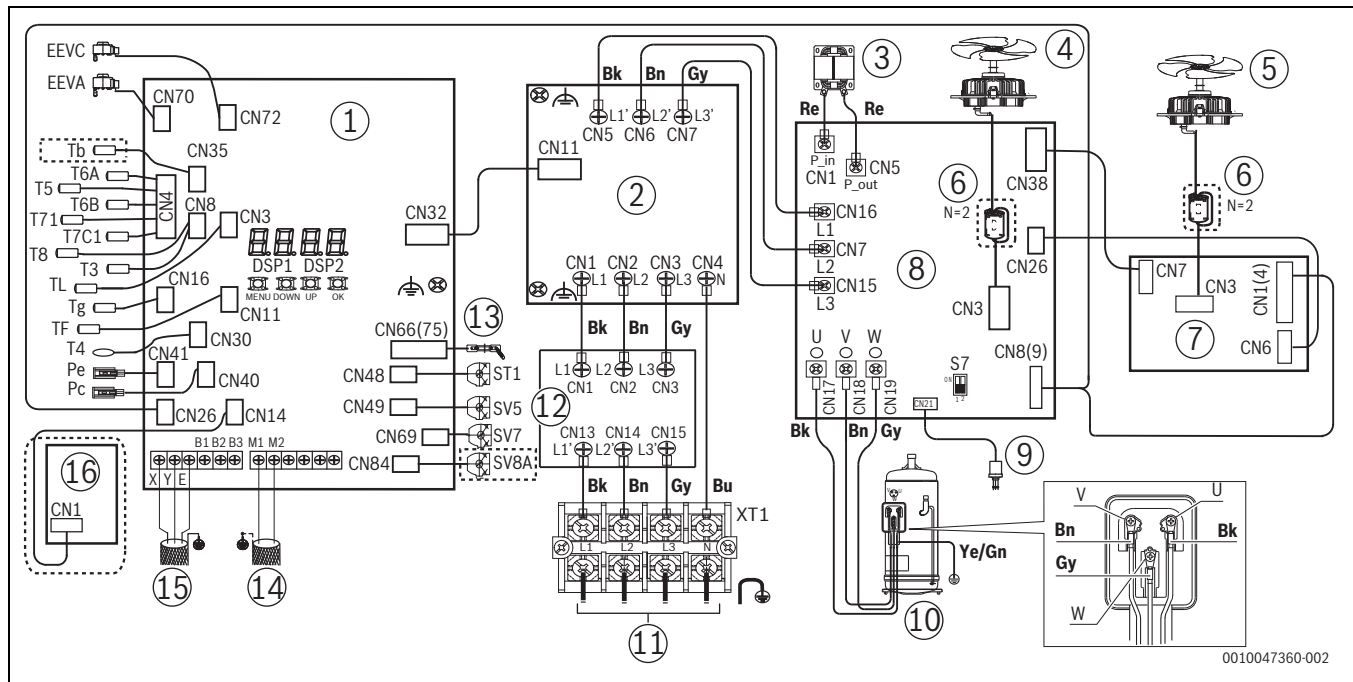 EEVC
EEVA
CN70
CN72
1
Tb
CN35
T6A
T5
T6B
T71
T7C1
T8
T3
TL
Tg
TF
T4
Pe
Pc
CN4
CN8
CN3
CN16
CN11
CN30
CN41
CN40
CN26
CN14
DSP1 DSP2
MENU DOWN UP OK
CN32
CN66(75)
13
CN48
ST1
CN49
SV5
CN69
SV7
CN84
SV8A
B1 B2 B3 M1 M2
X Y E
16
CN1
15
14
Bk
Bn
Gy
L1' L2' L3'
CN5 CN6 CN7
CN11
2
CN1 CN2 CN3 CN4
L1 L2 L3 N
Bk Bn Gy
L1 L2 L3
CN1 CN2 CN3
12
CN13 CN14 CN15
L1' L2' L3'
Bk Bn Gy Bu
XT1
L1 L2 L3 N
11
3
Re Re
P_in
CN1
CN5
P_out
CN16
L1
CN7
L2
CN15
L3
8
4
6
N=2
CN38
CN26
CN3
CN8(9)
U V W
CN17
CN18
CN19
S7
ON
1 2
CN21
Bk Bn Gy
9
10
Ye/Gn
5
6
N=2
CN7
CN3
CN1(4)
7
CN6
V U
Bn Bk
Gy
W
0010047360-002